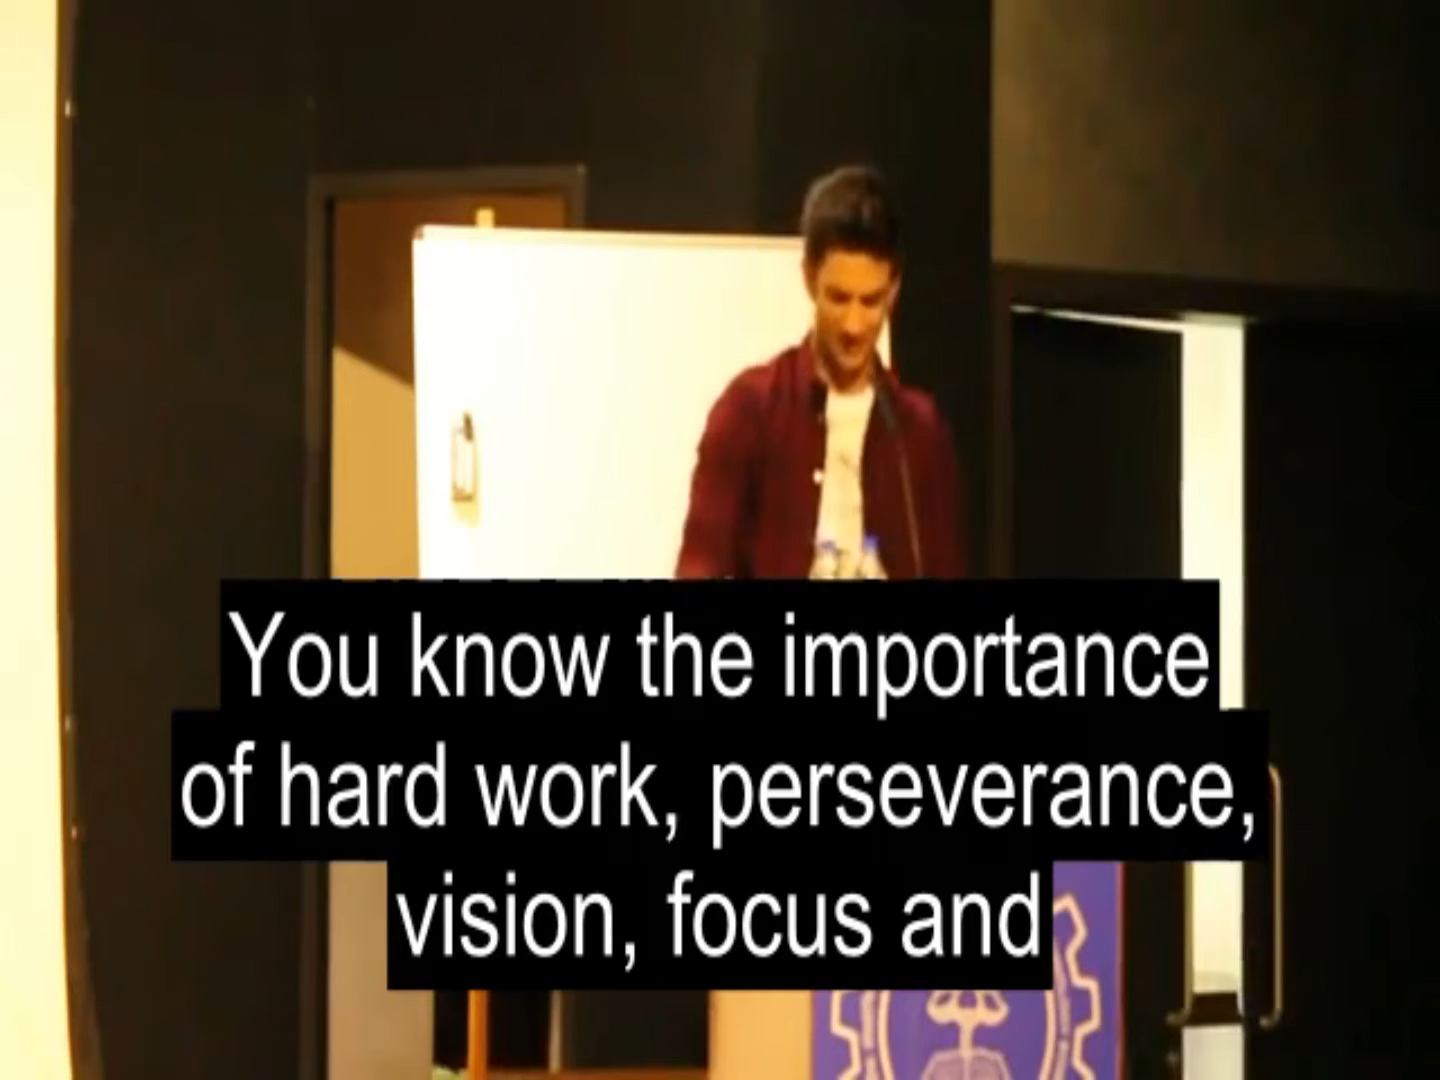 You know the importance
of hard work, perseverance,
vision, focus and